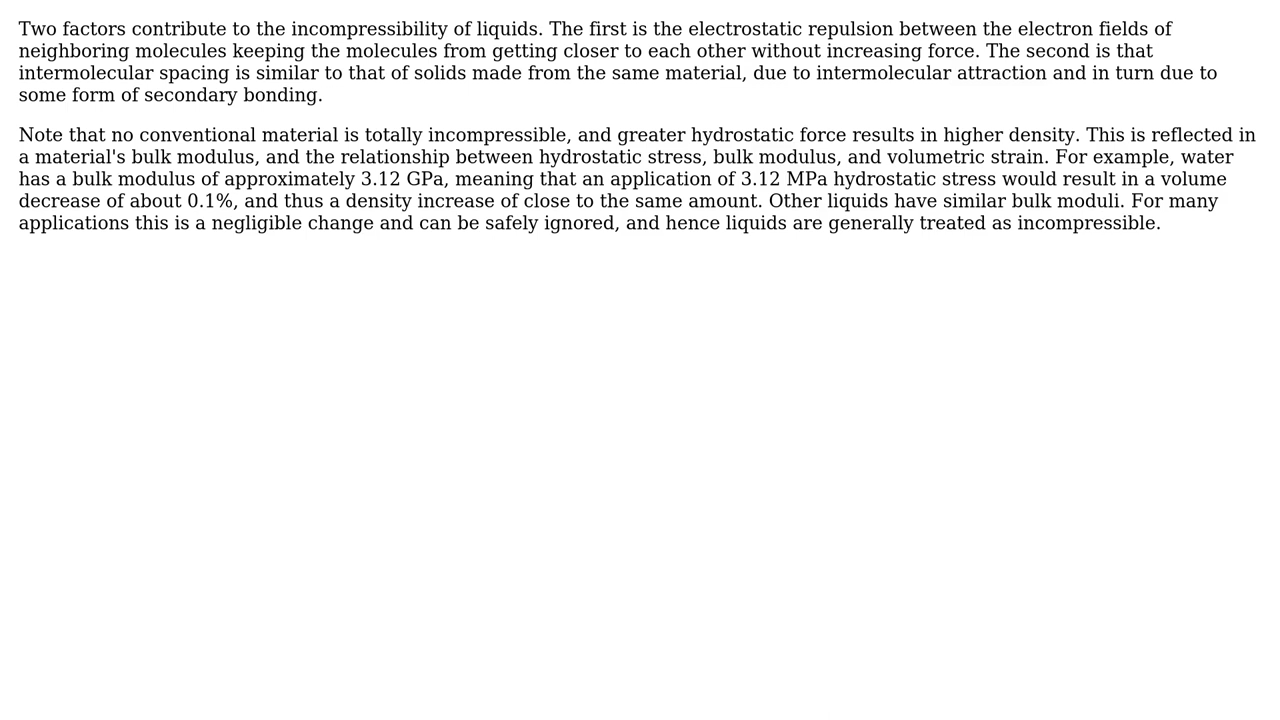 Two factors contribute to the incompressibility of liquids. The first is the electrostatic repulsion between the electron fields of
neighboring molecules keeping the molecules from getting closer to each other without increasing force. The second is that
intermolecular spacing is similar to that of solids made from the same material, due to intermolecular attraction and in turn due to
some form of secondary bonding.
Note that no conventional material is totally incompressible, and greater hydrostatic force results in higher density. This is reflected in
a material's bulk modulus, and the relationship between hydrostatic stress, bulk modulus, and volumetric strain. For example, water
has a bulk modulus of approximately 3.12 GPa, meaning that an application of 3.12 MPa hydrostatic stress would result in a volume
decrease of about 0.1%, and thus a density increase of close to the same amount. Other liquids have similar bulk moduli. For many
applications this is a negligible change and can be safely ignored, and hence liquids are generally treated as incompressible.